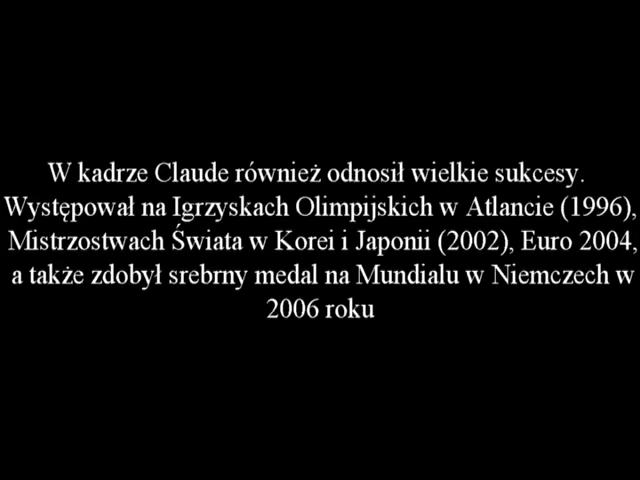 W kadrze Claude również odnosił wielkie sukcesy.
Występował na Igrzyskach Olimpijskich w Atlancie (1996),
Mistrzostwach Świata w Korei i Japonii (2002), Euro 2004,
a także zdobył srebrny medal na Mundialu w Niemczech w
2006 roku